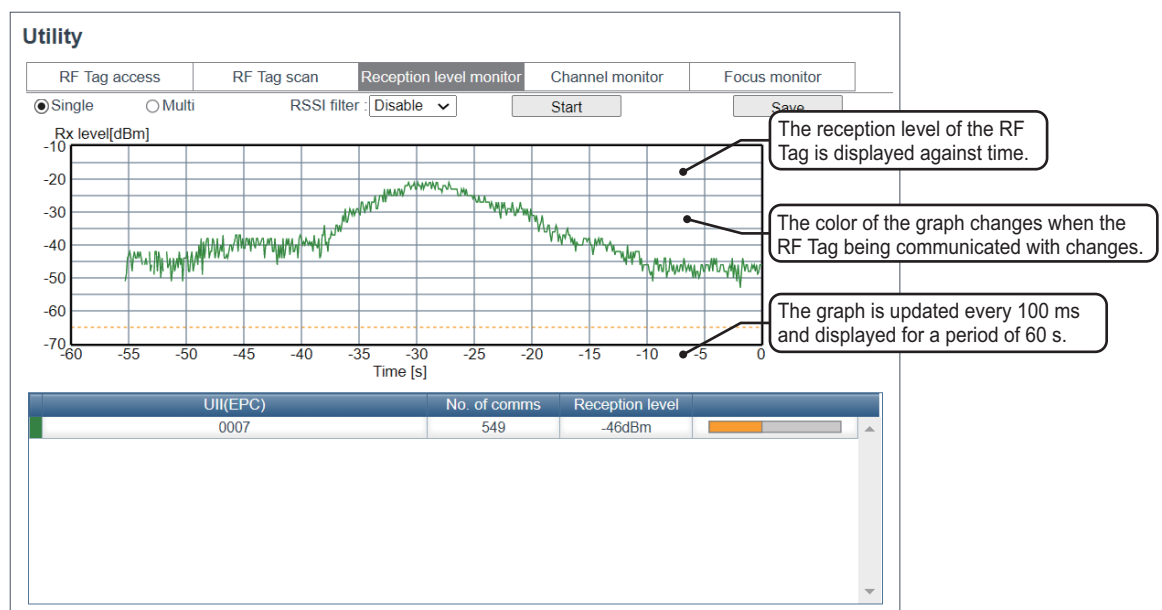 Utility
RF Tag access RF Tag scan Reception level monitor Channel monitor Focus monitor
Single Multi RSSI filter : Disable Start Save
Rx level[dBm]
The reception level of the RF
Tag is displayed against time.
-10
-20
-30
The color of the graph changes when the
RF Tag being communicated with changes.
-40
-50
-60
The graph is updated every 100 ms
and displayed for a period of 60 s.
-70
-60 -55 -50 -45 -40 -35 -30 -25 -20 -15 -10 -5 0
Time [s]
UII(EPC) No. of comms Reception level
0007 549 -46dBm